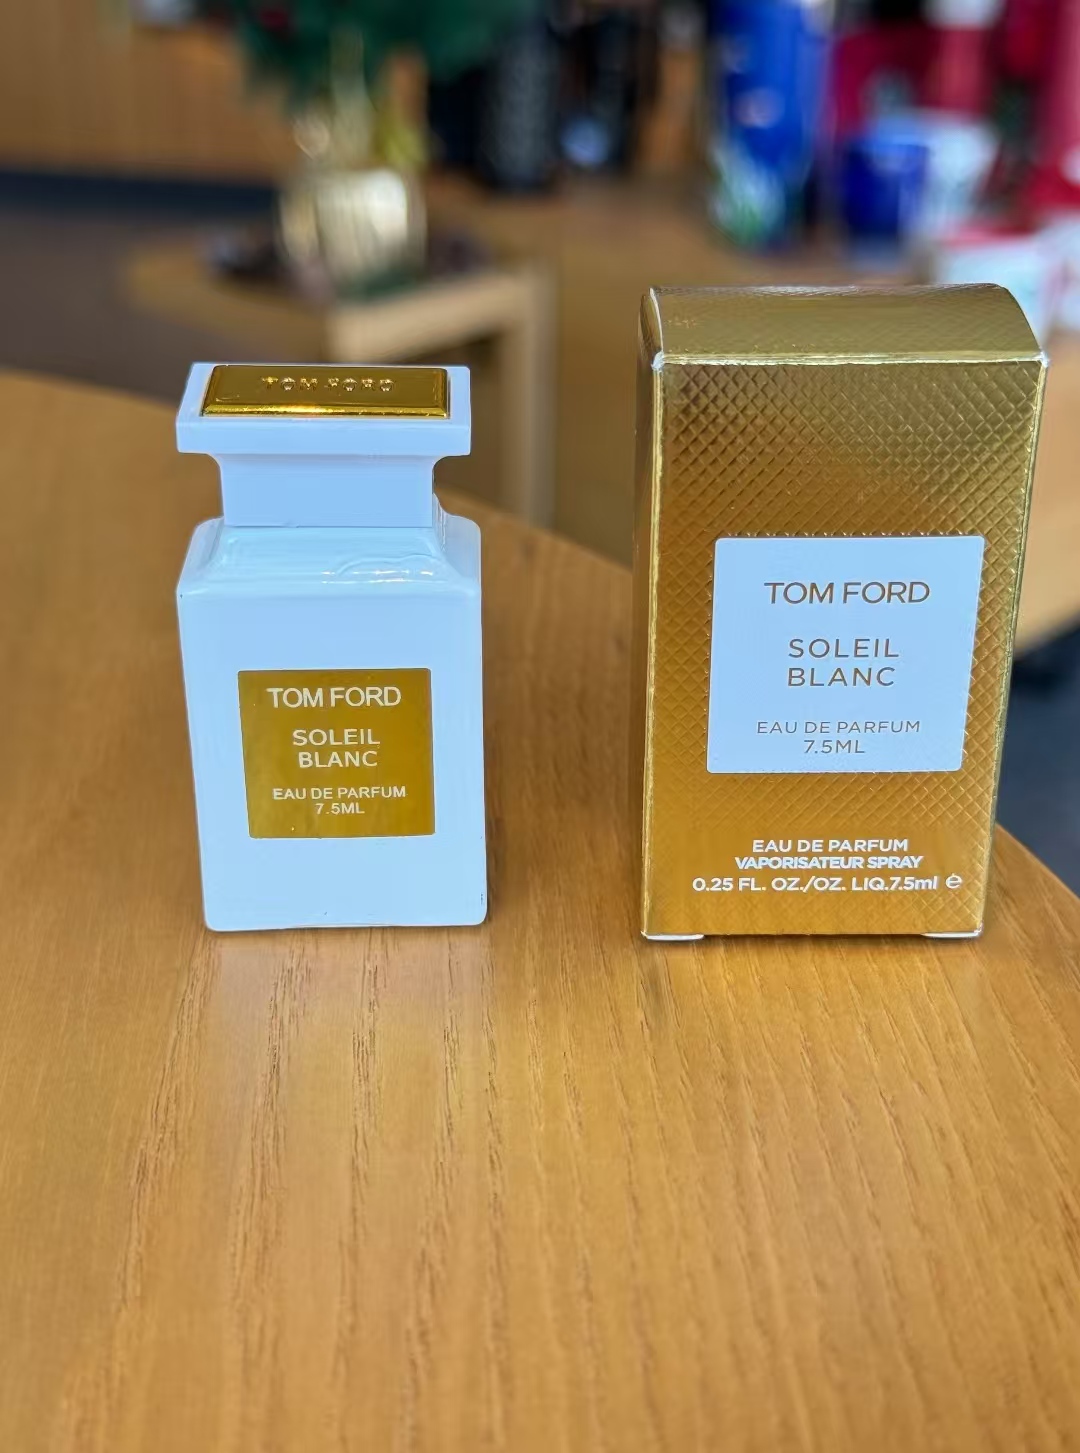 TOM FORD
TOM FORD
SOLEIL
BLANC
EAU DE PARFUM
7.5ML
TOM FORD
SOLEIL
BLANC
EAU DE PARFUM
7.5ML
EAU DE PARFUM
VAPORISATEUR SPRAY
0.25 FL. OZ./OZ. LIQ.7.5ml e